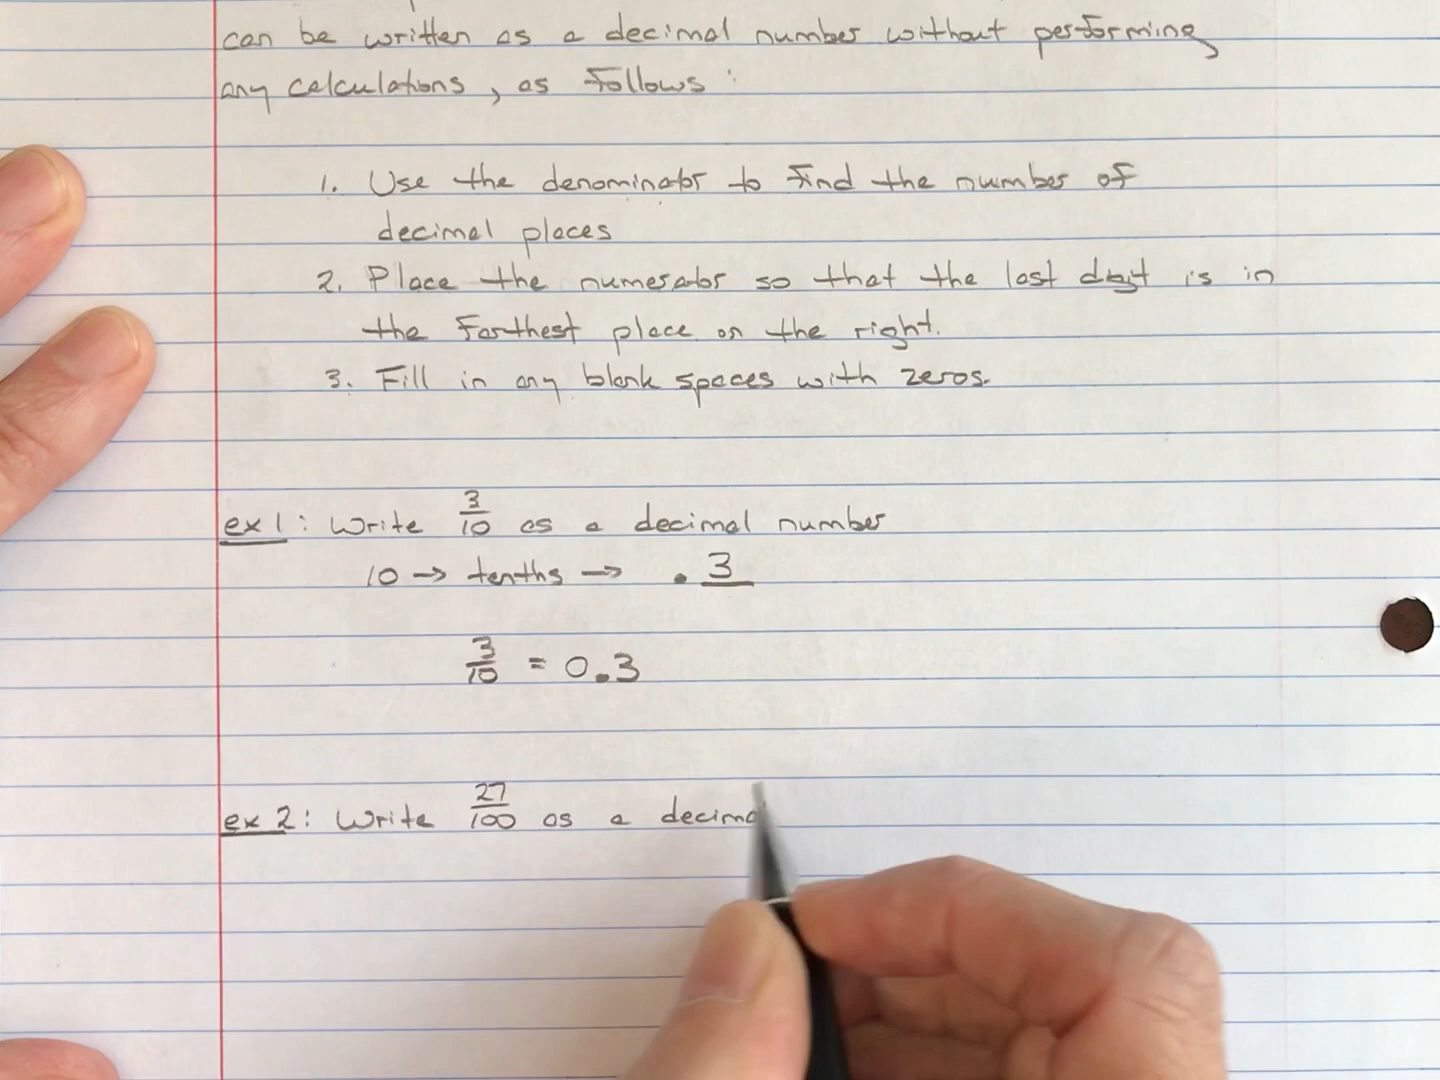 can be written as a decimal number without performing
any calculations, as follows:
1. Use the denominator to find the number of
decimal places
2. Place the numerator so that the last digit is in
the farthest place on the right.
3. Fill in any blank spaces with zeros.
ex 1: Write 3/10 as a decimal number
10 → tenths → . 3
3/10 = 0.3
ex 2: Write 27/100 as a decima